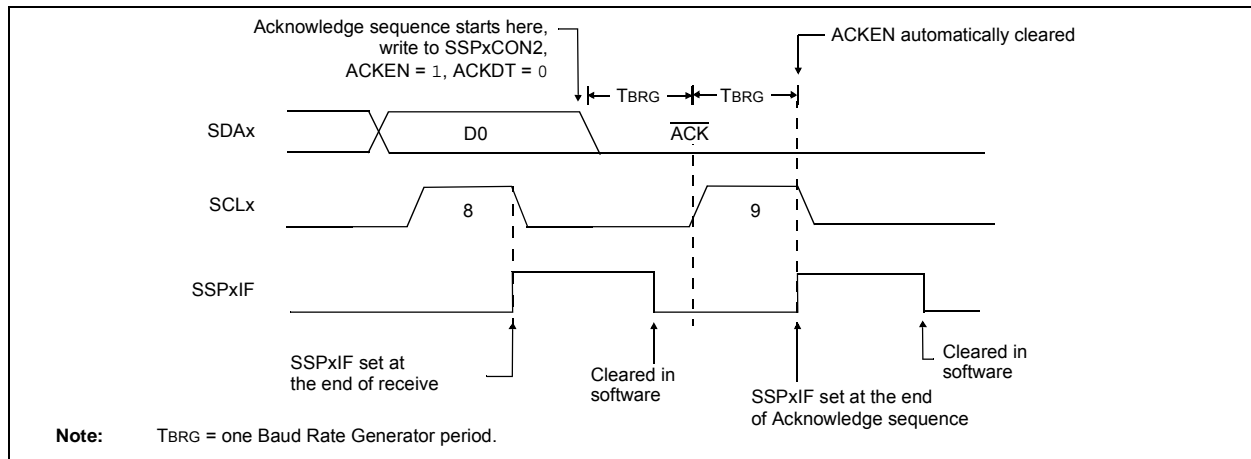 Acknowledge sequence starts here,
write to SSPxCON2,
ACKEN = 1, ACKDT = 0
ACKEN automatically cleared
TBRG
TBRG
SDAx
D0
ACK
SCLx
8
9
SSPxIF
SSPxIF set at
the end of receive
Cleared in
software
SSPxIF set at the end
of Acknowledge sequence
Cleared in
software
Note: TBRG = one Baud Rate Generator period.